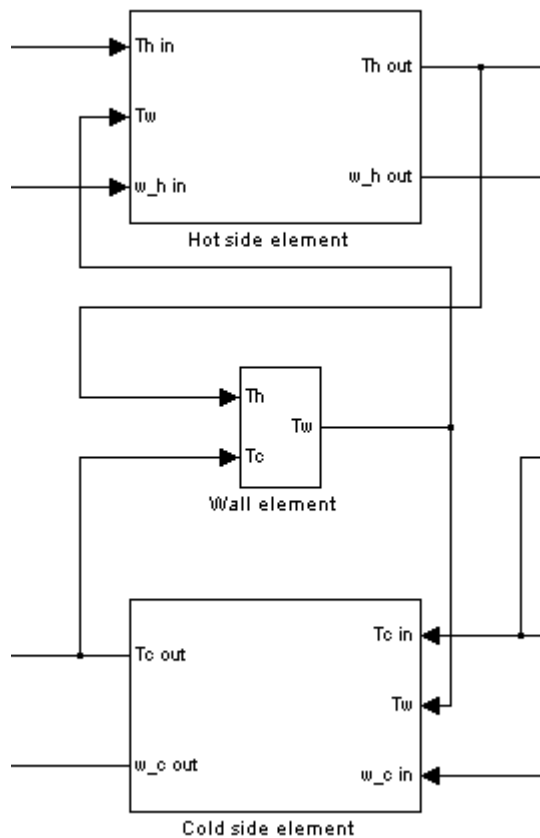 Th in
Th out
Tw
w_h out
w_h in
Hot side element
Th
Tw
Tc
Wall element
Tc in
Tc out
Tw
w_c out
w_c in
Cold side element